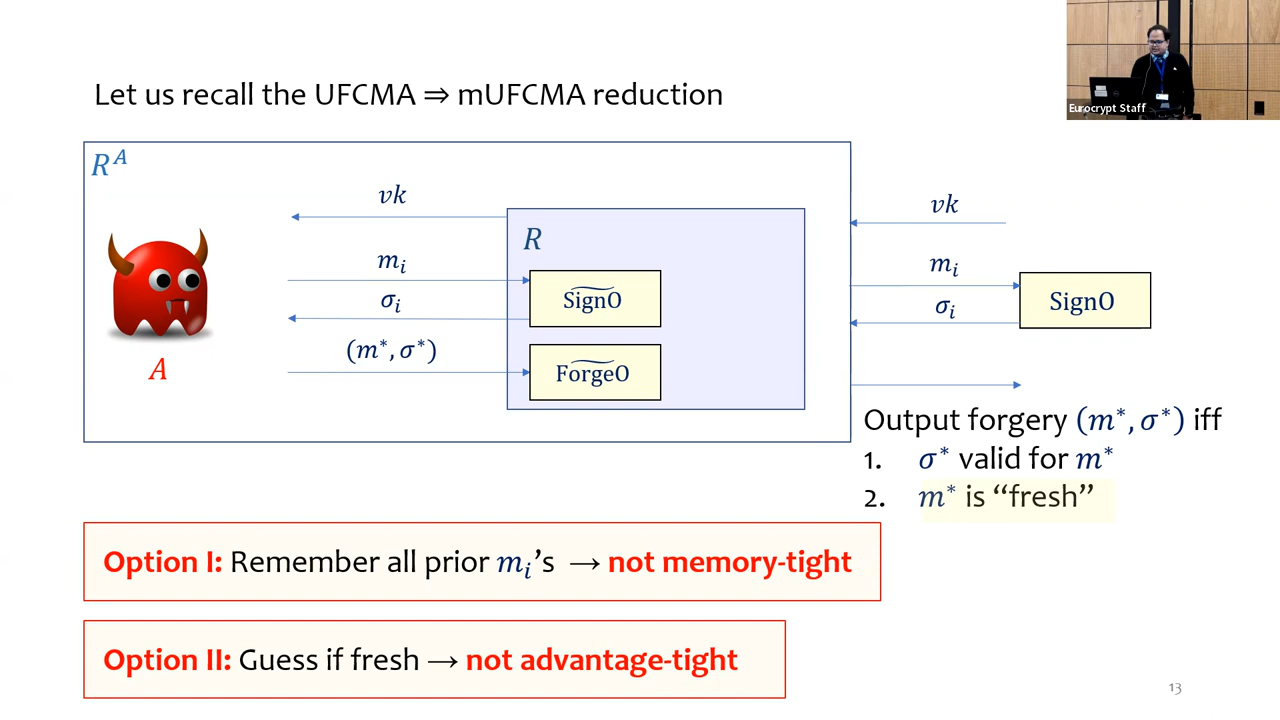 Eurocrypt Staff
Let us recall the UFCMA ⇒ mUFCMA reduction
R^A
vk
vk
R
m_i
m_i
SignO~
σ_i
σ_i
SignO
(m*, σ*)
ForgeO~
A
Output forgery (m*, σ*) iff
1. σ* valid for m*
2. m* is “fresh”
Option I: Remember all prior m_i’s → not memory-tight
Option II: Guess if fresh → not advantage-tight
13